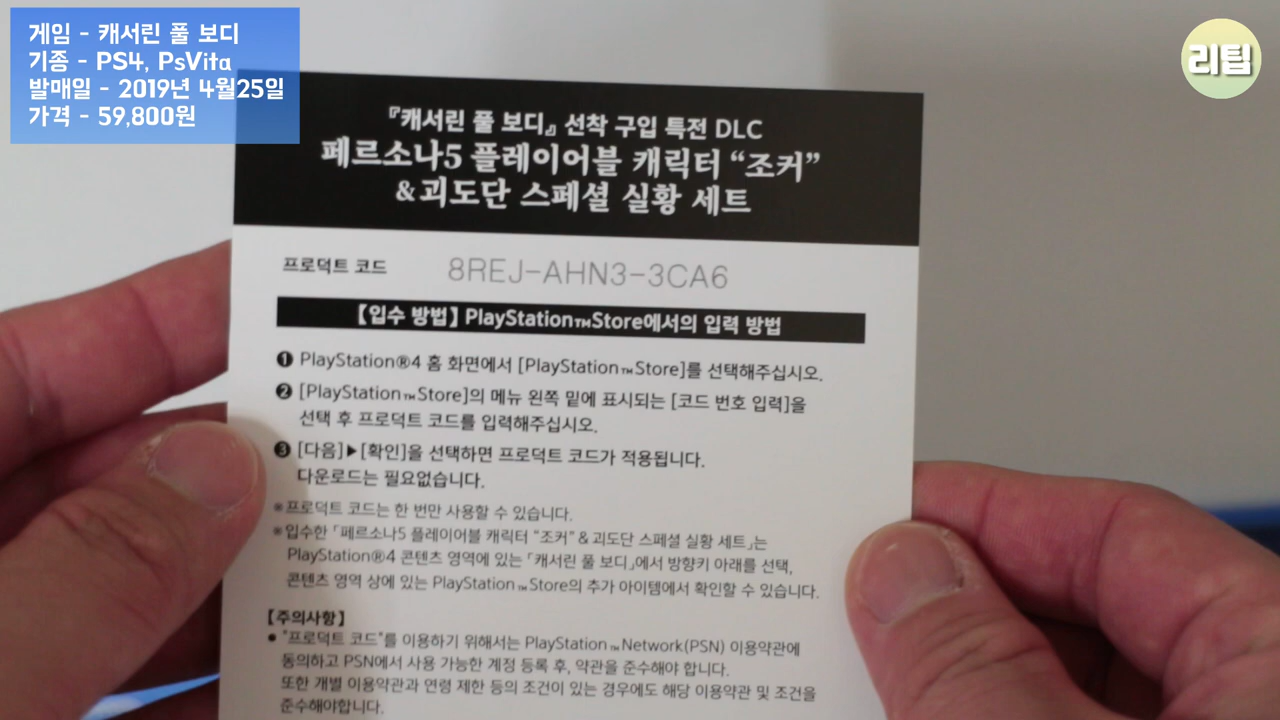 게임 - 캐서린 풀 보디
기종 - PS4, PsVita
발매일 - 2019년 4월25일
가격 - 59,800원
리팁
『캐서린 풀 보디』 선착 구입 특전 DLC
페르소나5 플레이어블 캐릭터 “조커”
&괴도단 스페셜 실황 세트
프로덕트 코드 8REJ-AHN3-3CA6
【입수 방법】 PlayStation™Store에서의 입력 방법
❶ PlayStation®4 홈 화면에서 [PlayStation™Store]를 선택해주십시오.
❷ [PlayStation™Store]의 메뉴 왼쪽 밑에 표시되는 [코드 번호 입력]을
선택 후 프로덕트 코드를 입력해주십시오.
❸ [다음]▶[확인]을 선택하면 프로덕트 코드가 적용됩니다.
다운로드는 필요없습니다.
※프로덕트 코드는 한 번만 사용할 수 있습니다.
※입수한 「페르소나5 플레이어블 캐릭터 “조커” & 괴도단 스페셜 실황 세트」는
PlayStation®4 콘텐츠 영역에 있는 「캐서린 풀 보디」에서 방향키 아래를 선택,
콘텐츠 영역 상에 있는 PlayStation™Store의 추가 아이템에서 확인할 수 있습니다.
【주의사항】
● "프로덕트 코드"를 이용하기 위해서는 PlayStation™Network(PSN) 이용약관에
동의하고 PSN에서 사용 가능한 계정 등록 후, 약관을 준수해야 합니다.
또한 개별 이용약관과 연령 제한 등의 조건이 있는 경우에도 해당 이용약관 및 조건을
준수해야합니다.